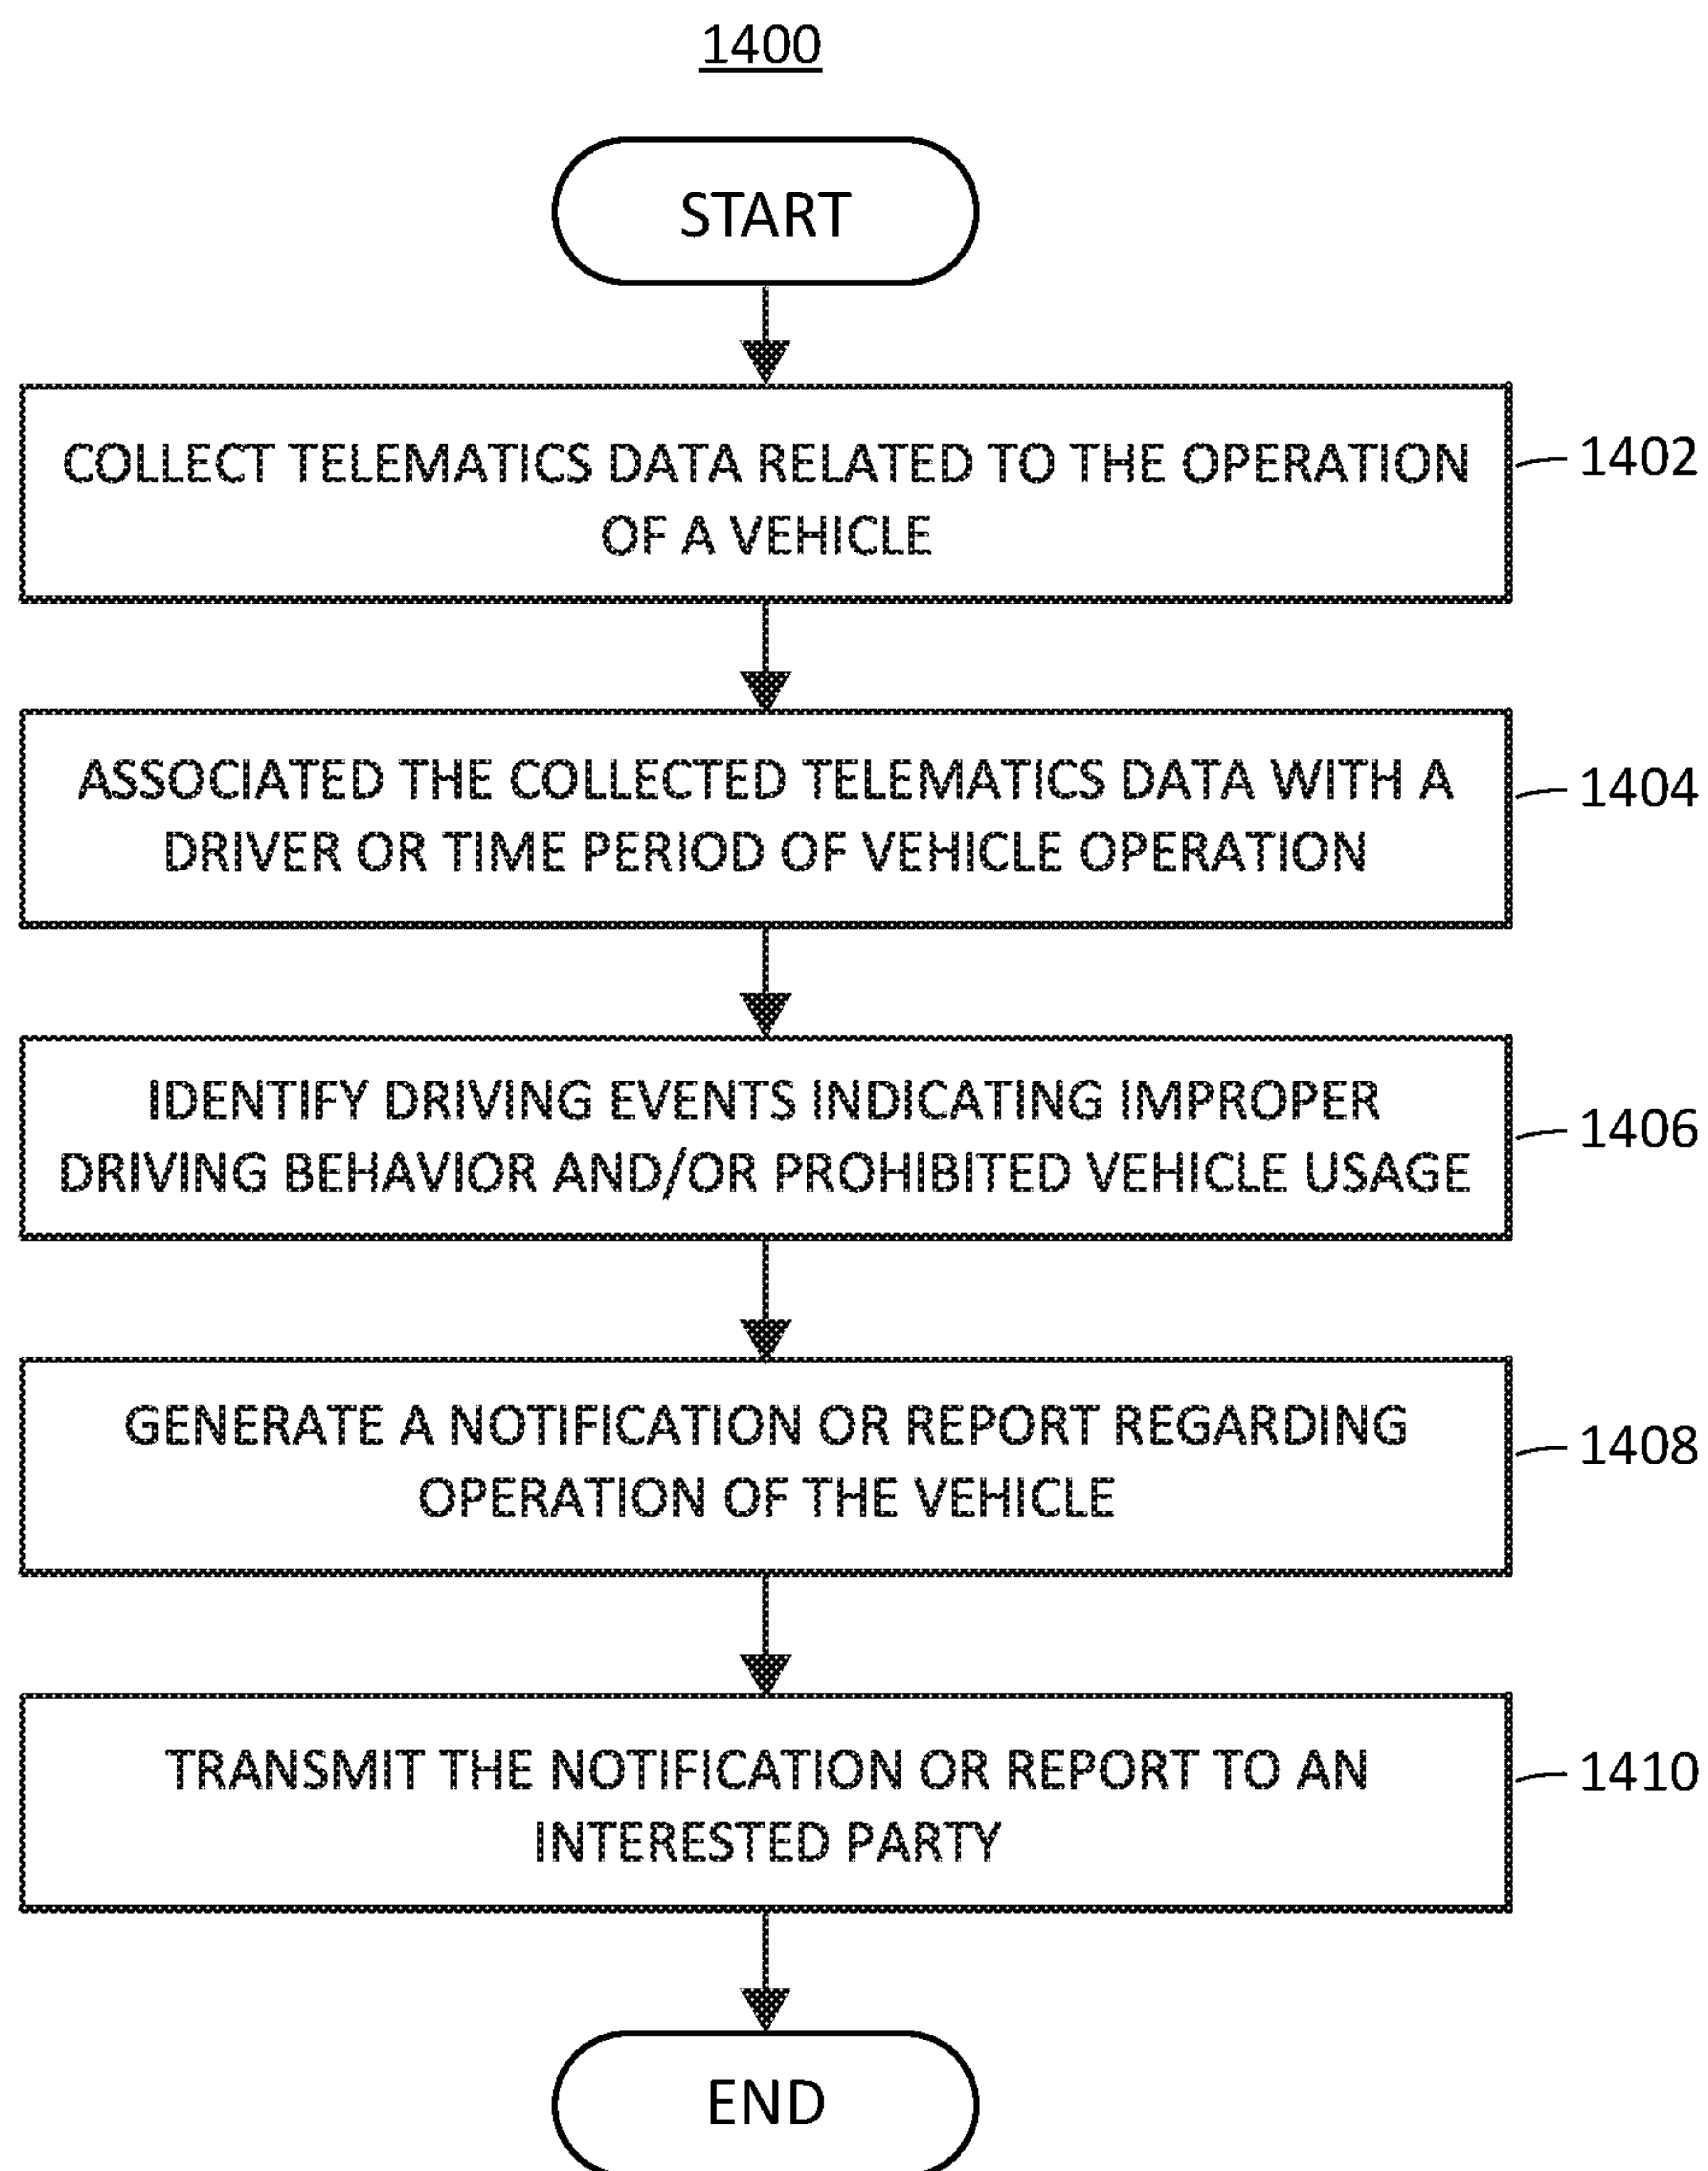 1400
START
COLLECT TELEMATICS DATA RELATED TO THE OPERATION
OF A VEHICLE
1402
ASSOCIATED THE COLLECTED TELEMATICS DATA WITH A
DRIVER OR TIME PERIOD OF VEHICLE OPERATION
1404
IDENTIFY DRIVING EVENTS INDICATING IMPROPER
DRIVING BEHAVIOR AND/OR PROHIBITED VEHICLE USAGE
1406
GENERATE A NOTIFICATION OR REPORT REGARDING
OPERATION OF THE VEHICLE
1408
TRANSMIT THE NOTIFICATION OR REPORT TO AN
INTERESTED PARTY
1410
END